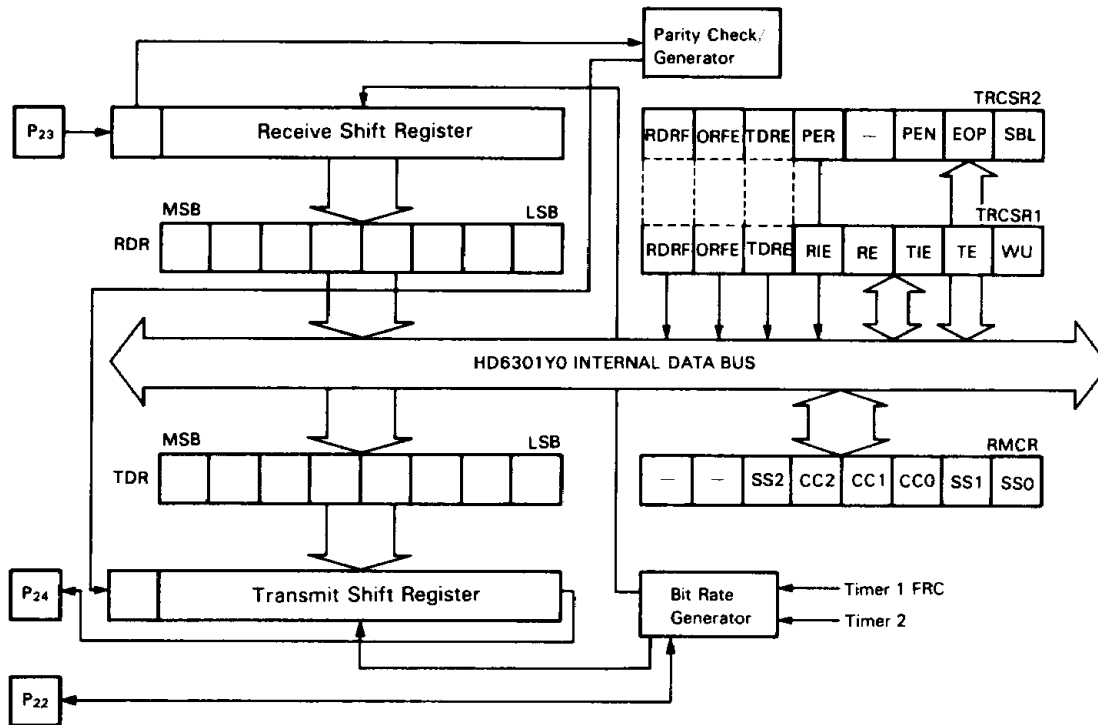 Parity Check/
Generator
TRCSR2
P23
Receive Shift Register
RDRF ORFE TDRE PER — PEN EOP SBL
MSB LSB
TRCSR1
RDR
RDRF ORFE TDRE RIE RE TIE TE WU
HD6301Y0 INTERNAL DATA BUS
MSB LSB
RMCR
TDR
— — SS2 CC2 CC1 CC0 SS1 SS0
P24
Transmit Shift Register
Bit Rate
Generator
Timer 1 FRC
Timer 2
P22